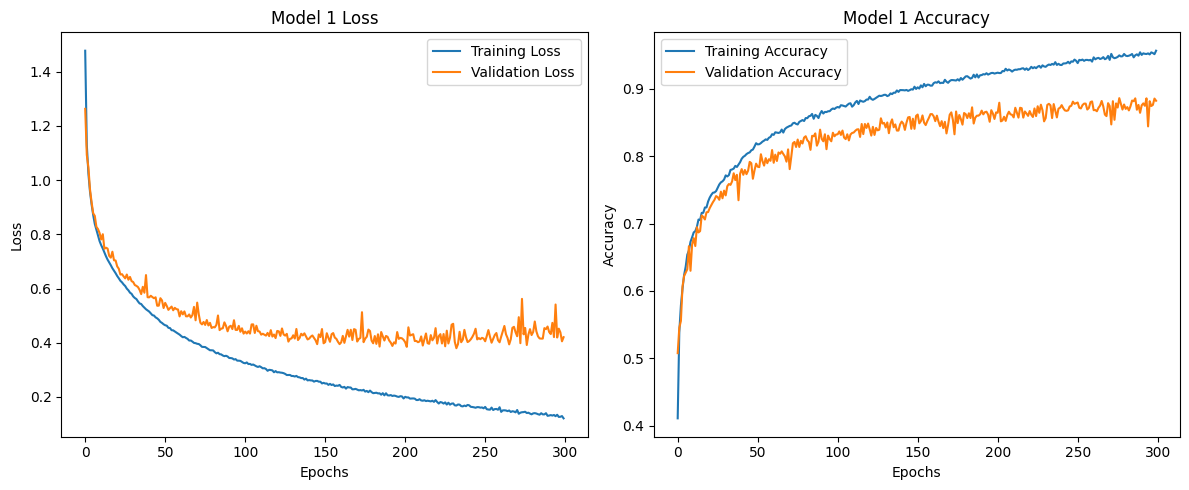 Model 1 Loss
Training Loss
Validation Loss
1.4
1.2
1.0
0.8
0.6
0.4
0.2
Loss
0 50 100 150 200 250 300
Epochs
Model 1 Accuracy
Training Accuracy
Validation Accuracy
0.9
0.8
0.7
0.6
0.5
0.4
Accuracy
0 50 100 150 200 250 300
Epochs